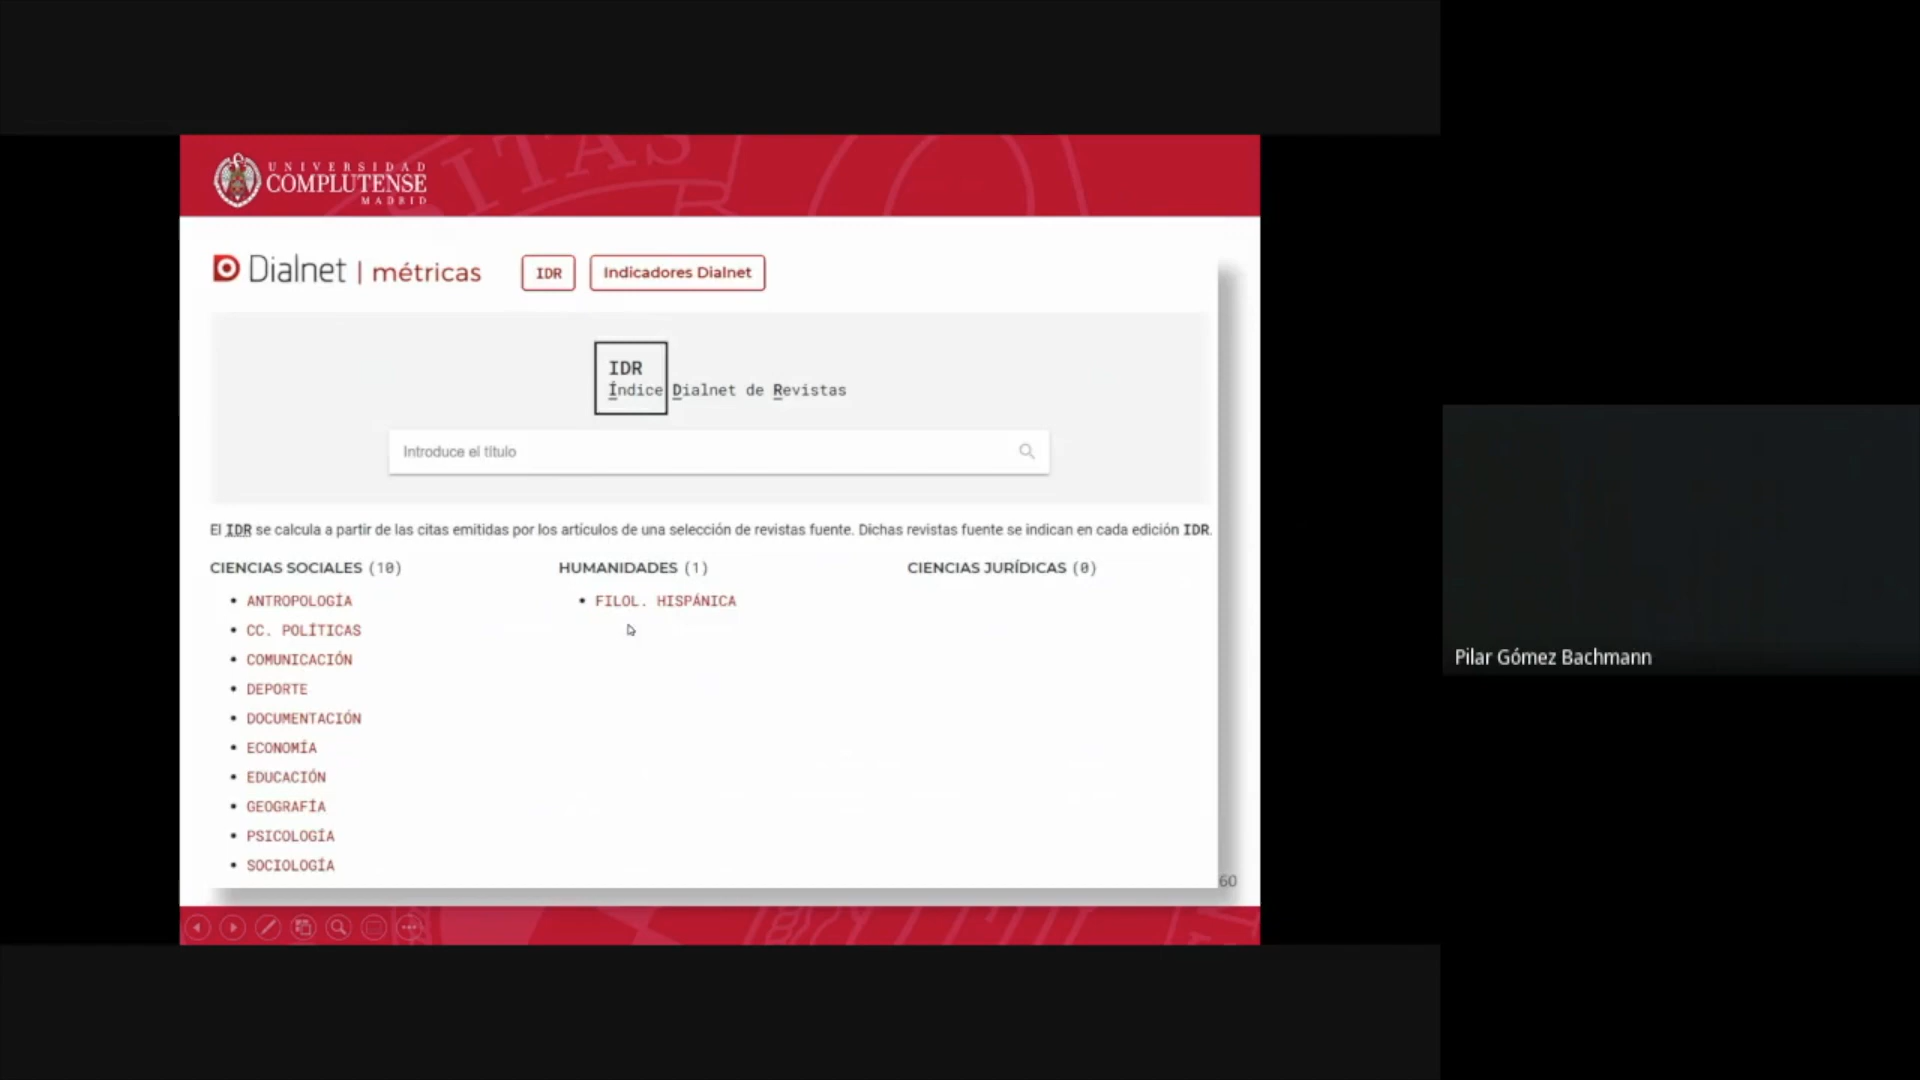 SITAS
UNIVERSIDAD
COMPLUTENSE
MADRID
Dialnet | métricas
IDR
Indicadores Dialnet
IDR
Índice Dialnet de Revistas
Introduce el título
El IDR se calcula a partir de las citas emitidas por los artículos de una selección de revistas fuente. Dichas revistas fuente se indican en cada edición IDR.
CIENCIAS SOCIALES (10)
• ANTROPOLOGÍA
• CC. POLÍTICAS
• COMUNICACIÓN
• DEPORTE
• DOCUMENTACIÓN
• ECONOMÍA
• EDUCACIÓN
• GEOGRAFÍA
• PSICOLOGÍA
• SOCIOLOGÍA
HUMANIDADES (1)
• FILOL. HISPÁNICA
CIENCIAS JURÍDICAS (0)
60
Pilar Gómez Bachmann